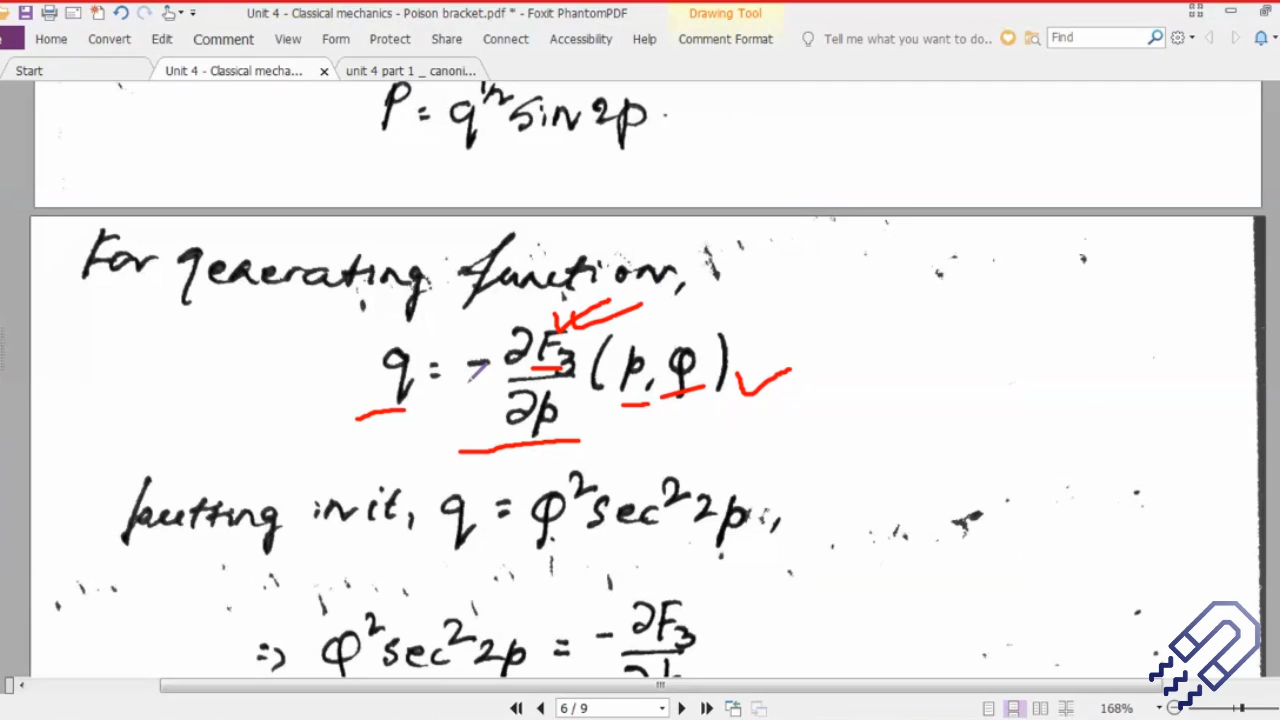 Unit 4 - Classical mechanics - Poison bracket.pdf * - Foxit PhantomPDF
Drawing Tool
Home Convert Edit Comment View Form Protect Share Connect Accessibility Help Comment Format Tell me what you want to do.. Find
Start Unit 4 - Classical mecha... × unit 4 part 1 _ canoni...
P = q^1/2 sin 2p.
For generating function,
q = - ∂F₃/∂p (p, φ)
putting in it, q = φ² sec² 2p,
⇒ φ² sec² 2p = - ∂F₃
6 / 9 168%